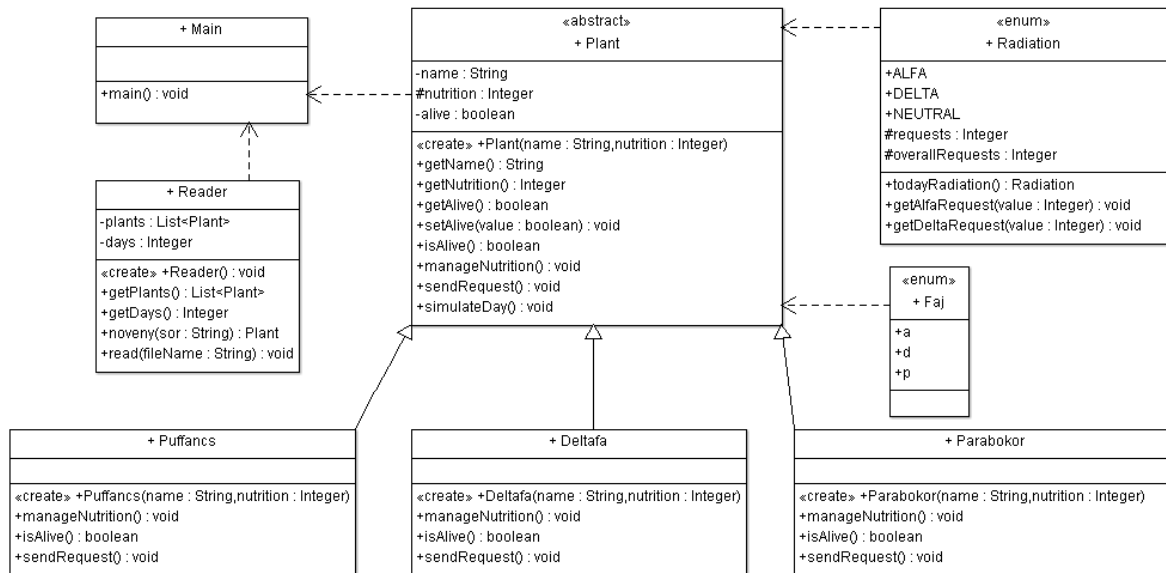 + Main
+main() : void
«abstract»
+ Plant
-name : String
#nutrition : Integer
-alive : boolean
«create» +Plant(name : String,nutrition : Integer)
+getName() : String
+getNutrition() : Integer
+getAlive() : boolean
+setAlive(value : boolean) : void
+isAlive() : boolean
+manageNutrition() : void
+sendRequest() : void
+simulateDay() : void
«enum»
+ Radiation
+ALFA
+DELTA
+NEUTRAL
#requests : Integer
#overallRequests : Integer
+todayRadiation() : Radiation
+getAlfaRequest(value : Integer) : void
+getDeltaRequest(value : Integer) : void
+ Reader
-plants : List<Plant>
-days : Integer
«create» +Reader() : void
+getPlants() : List<Plant>
+getDays() : Integer
+noveny(sor : String) : Plant
+read(fileName : String) : void
«enum»
+ Faj
+a
+d
+p
+ Puffancs
«create» +Puffancs(name : String,nutrition : Integer)
+manageNutrition() : void
+isAlive() : boolean
+sendRequest() : void
+ Deltafa
«create» +Deltafa(name : String,nutrition : Integer)
+manageNutrition() : void
+isAlive() : boolean
+sendRequest() : void
+ Parabokor
«create» +Parabokor(name : String,nutrition : Integer)
+manageNutrition() : void
+isAlive() : boolean
+sendRequest() : void